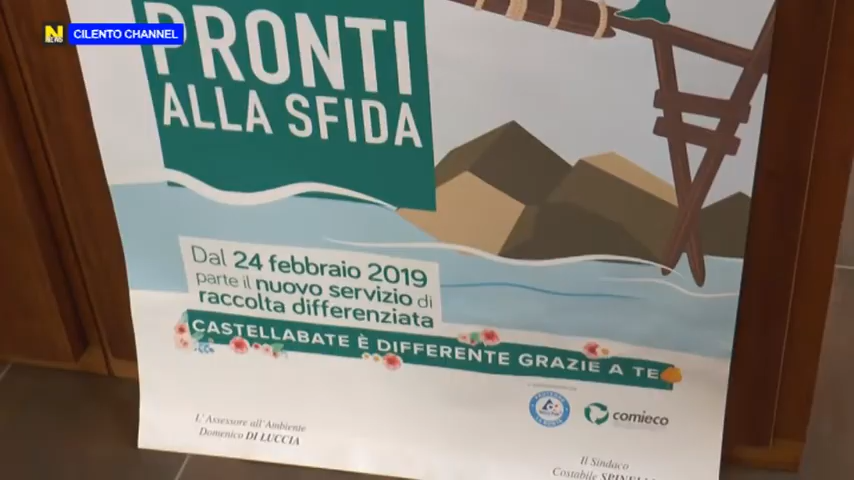 N
NEWS
CILENTO CHANNEL
PRONTI
ALLA SFIDA
Dal 24 febbraio 2019
parte il nuovo servizio di
raccolta differenziata
CASTELLABATE È DIFFERENTE GRAZIE A TE
comieco
L'Assessore all'Ambiente
Domenico DI LUCCIA
Il Sindaco
Costabile SPINELLI